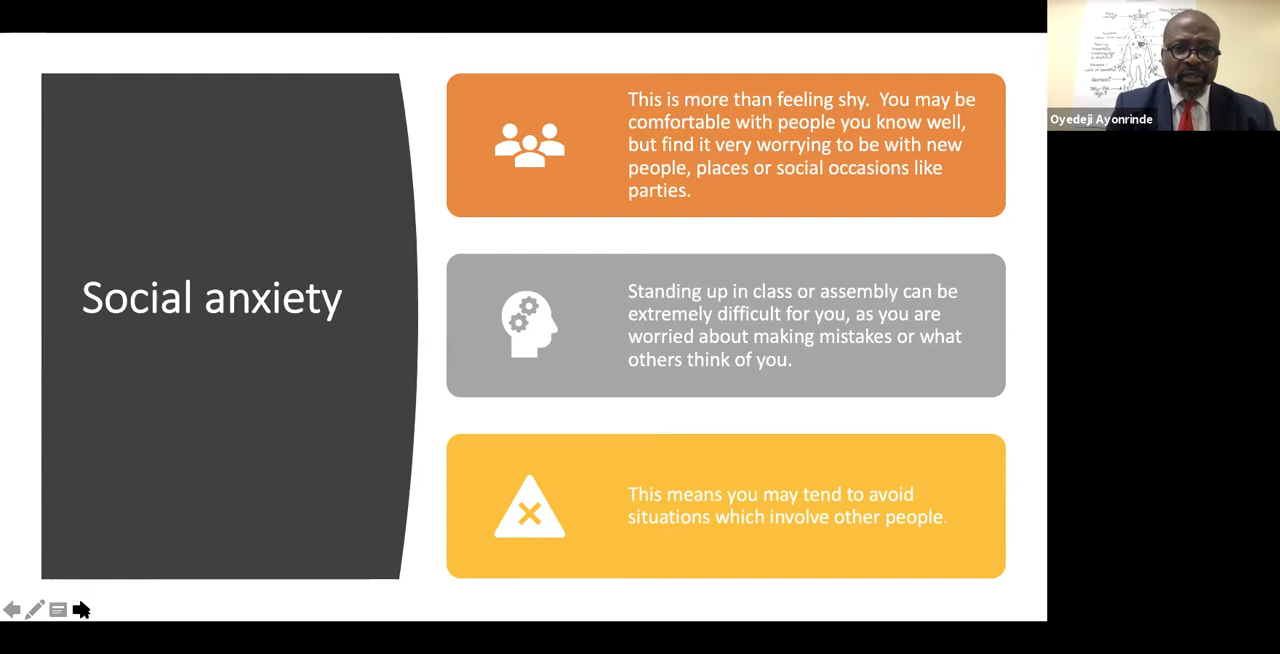 Social anxiety
This is more than feeling shy.  You may be
comfortable with people you know well,
but find it very worrying to be with new
people, places or social occasions like
parties.
Standing up in class or assembly can be
extremely difficult for you, as you are
worried about making mistakes or what
others think of you.
This means you may tend to avoid
situations which involve other people.
Oyedeji Ayonrinde